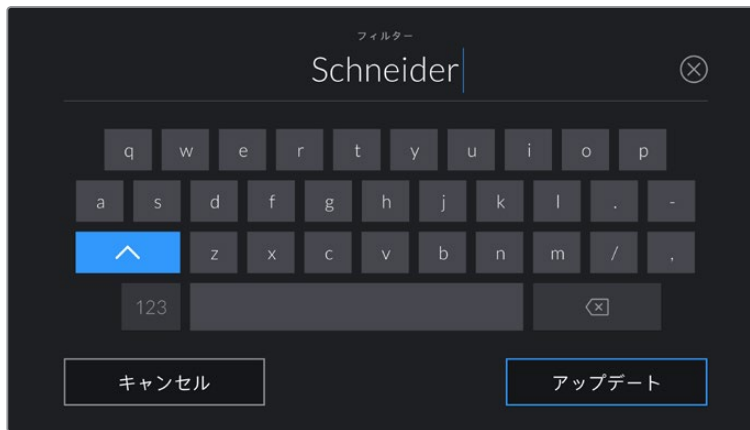 フィルター
Schneider
q w e r t y u i o p
a s d f g h j k l . -
z x c v b n m / ,
123
キャンセル アップデート